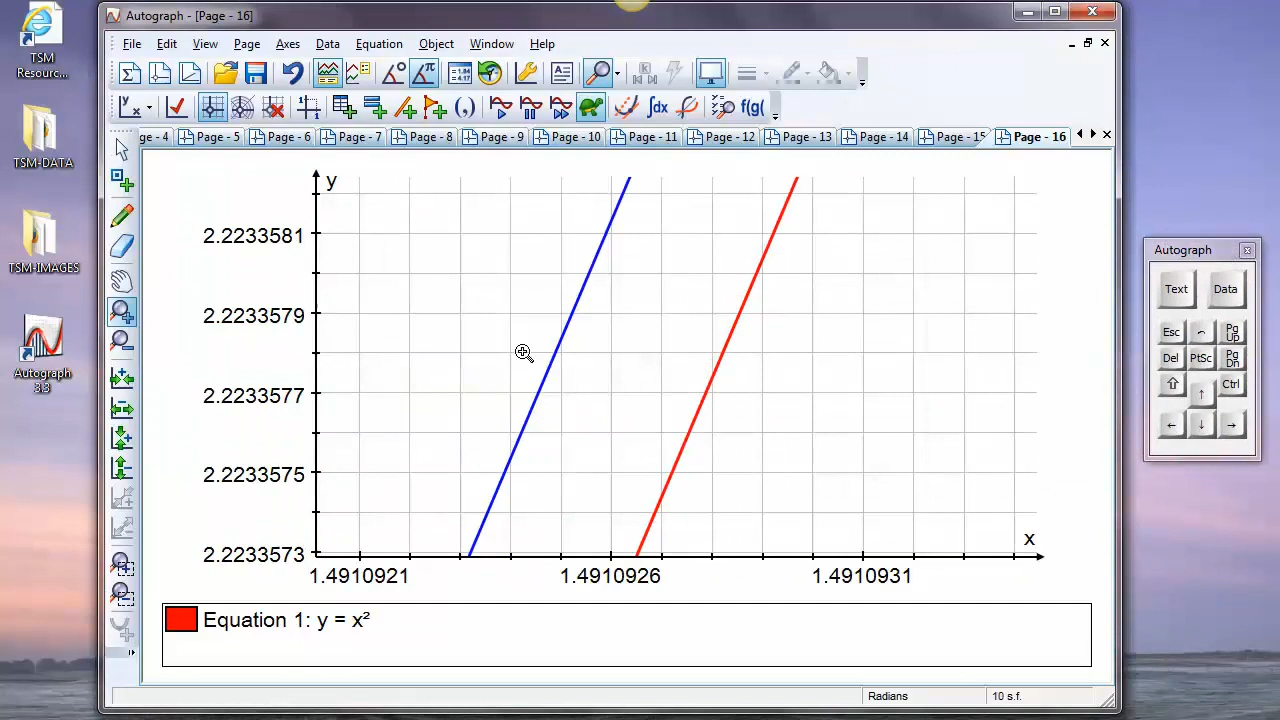 TSM
Resourc...
TSM-DATA
TSM-IMAGES
Autograph
3.3
Autograph - [Page - 16]
File Edit View Page Axes Data Equation Object Window Help
ge - 4 Page - 5 Page - 6 Page - 7 Page - 8 Page - 9 Page - 10 Page - 11 Page - 12 Page - 13 Page - 14 Page - 15 Page - 16
y
2.2233581
2.2233579
2.2233577
2.2233575
2.2233573
x
1.4910921 1.4910926 1.4910931
Equation 1: y = x²
Radians 10 s.f.
Autograph
Text Data
Esc Pg Up
Del PtSc Pg Dn
Ctrl